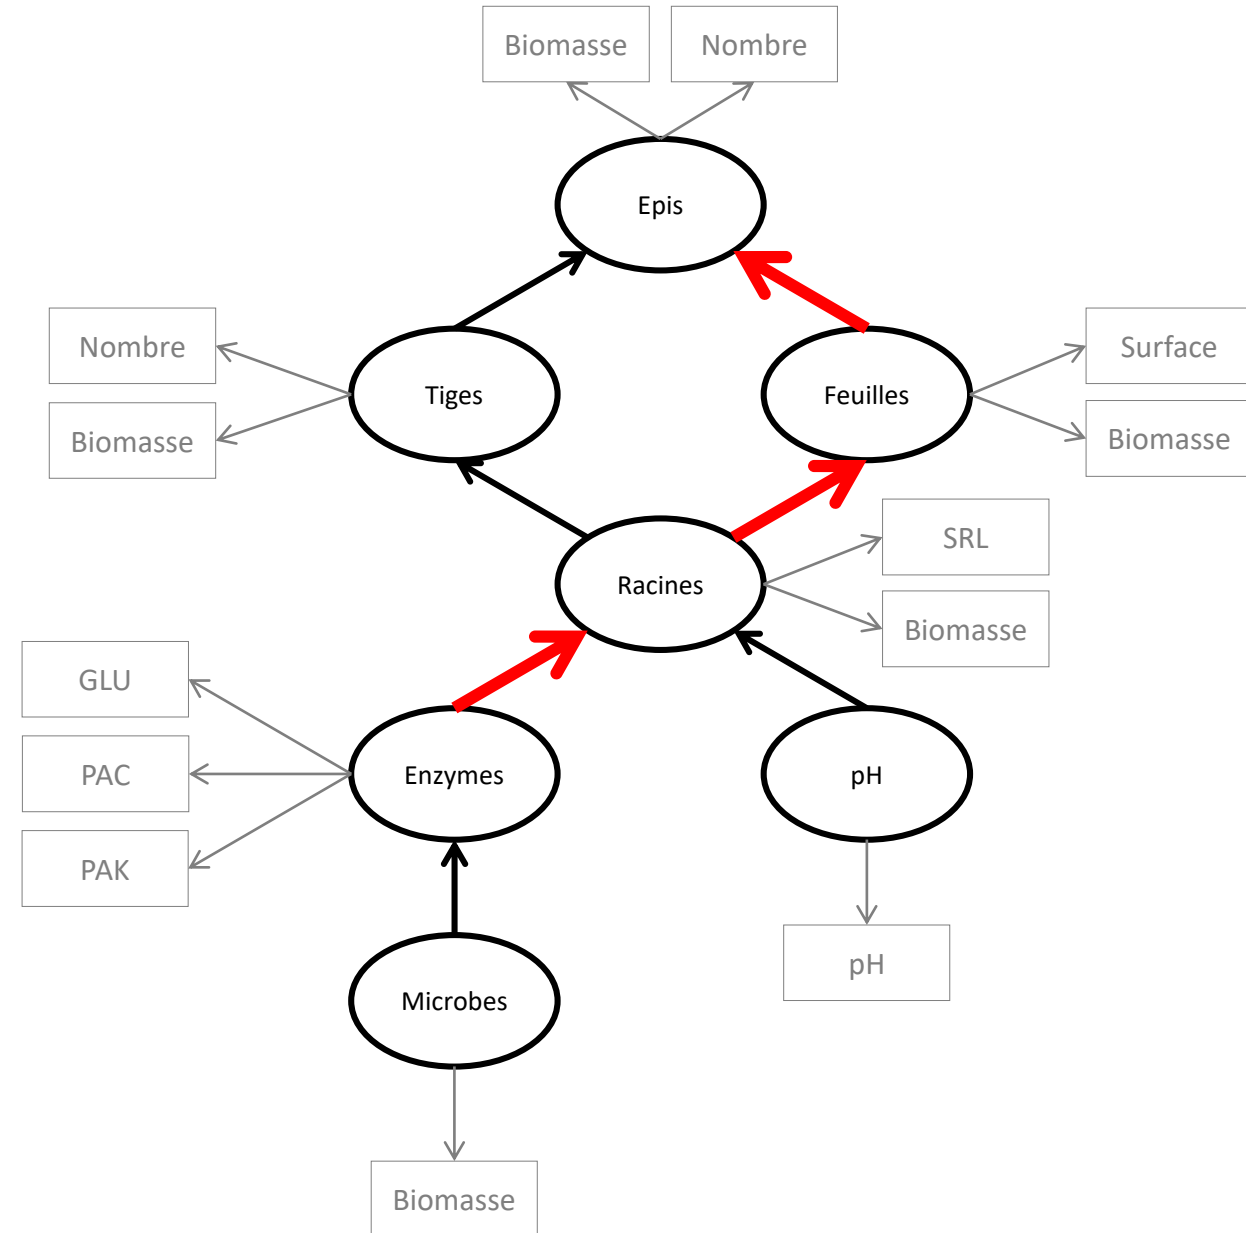 Biomasse
Nombre
Epis
Nombre
Tiges
Feuilles
Surface
Biomasse
Biomasse
SRL
Racines
Biomasse
GLU
PAC
Enzymes
pH
PAK
pH
Microbes
Biomasse